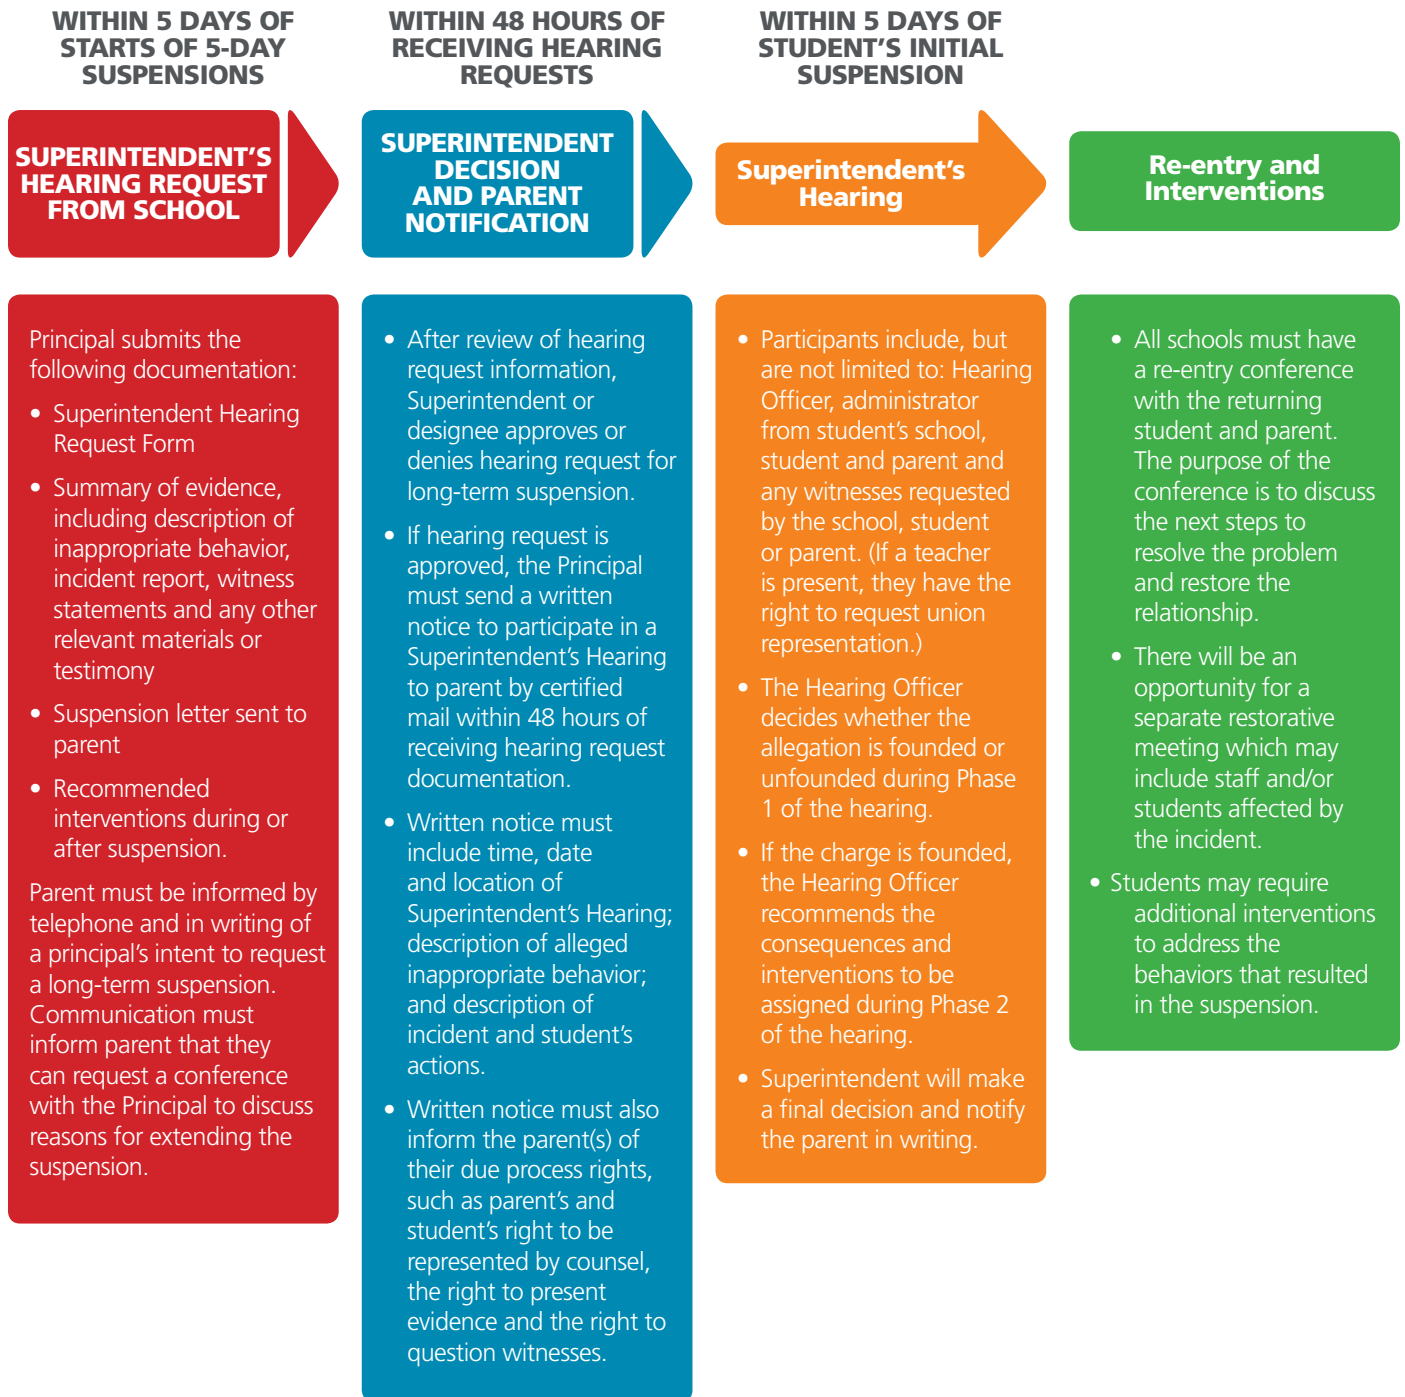 WITHIN 5 DAYS OF
STARTS OF 5-DAY
SUSPENSIONS
SUPERINTENDENT'S
HEARING REQUEST
FROM SCHOOL
Principal submits the
following documentation:
• Superintendent Hearing
Request Form
• Summary of evidence,
including description of
inappropriate behavior,
incident report, witness
statements and any other
relevant materials or
testimony
• Suspension letter sent to
parent
• Recommended
interventions during or
after suspension.
Parent must be informed by
telephone and in writing of
a principal's intent to request
a long-term suspension.
Communication must
inform parent that they
can request a conference
with the Principal to discuss
reasons for extending the
suspension.
WITHIN 48 HOURS OF
RECEIVING HEARING
REQUESTS
SUPERINTENDENT
DECISION
AND PARENT
NOTIFICATION
• After review of hearing
request information,
Superintendent or
designee approves or
denies hearing request for
long-term suspension.
• If hearing request is
approved, the Principal
must send a written
notice to participate in a
Superintendent's Hearing
to parent by certified
mail within 48 hours of
receiving hearing request
documentation.
• Written notice must
include time, date
and location of
Superintendent's Hearing;
description of alleged
inappropriate behavior;
and description of
incident and student's
actions.
• Written notice must also
inform the parent(s) of
their due process rights,
such as parent's and
student's right to be
represented by counsel,
the right to present
evidence and the right to
question witnesses.
WITHIN 5 DAYS OF
STUDENT'S INITIAL
SUSPENSION
Superintendent's
Hearing
• Participants include, but
are not limited to: Hearing
Officer, administrator
from student's school,
student and parent and
any witnesses requested
by the school, student
or parent. (If a teacher
is present, they have the
right to request union
representation.)
• The Hearing Officer
decides whether the
allegation is founded or
unfounded during Phase
1 of the hearing.
• If the charge is founded,
the Hearing Officer
recommends the
consequences and
interventions to be
assigned during Phase 2
of the hearing.
• Superintendent will make
a final decision and notify
the parent in writing.
Re-entry and
Interventions
• All schools must have
a re-entry conference
with the returning
student and parent.
The purpose of the
conference is to discuss
the next steps to
resolve the problem
and restore the
relationship.
• There will be an
opportunity for a
separate restorative
meeting which may
include staff and/or
students affected by
the incident.
• Students may require
additional interventions
to address the
behaviors that resulted
in the suspension.